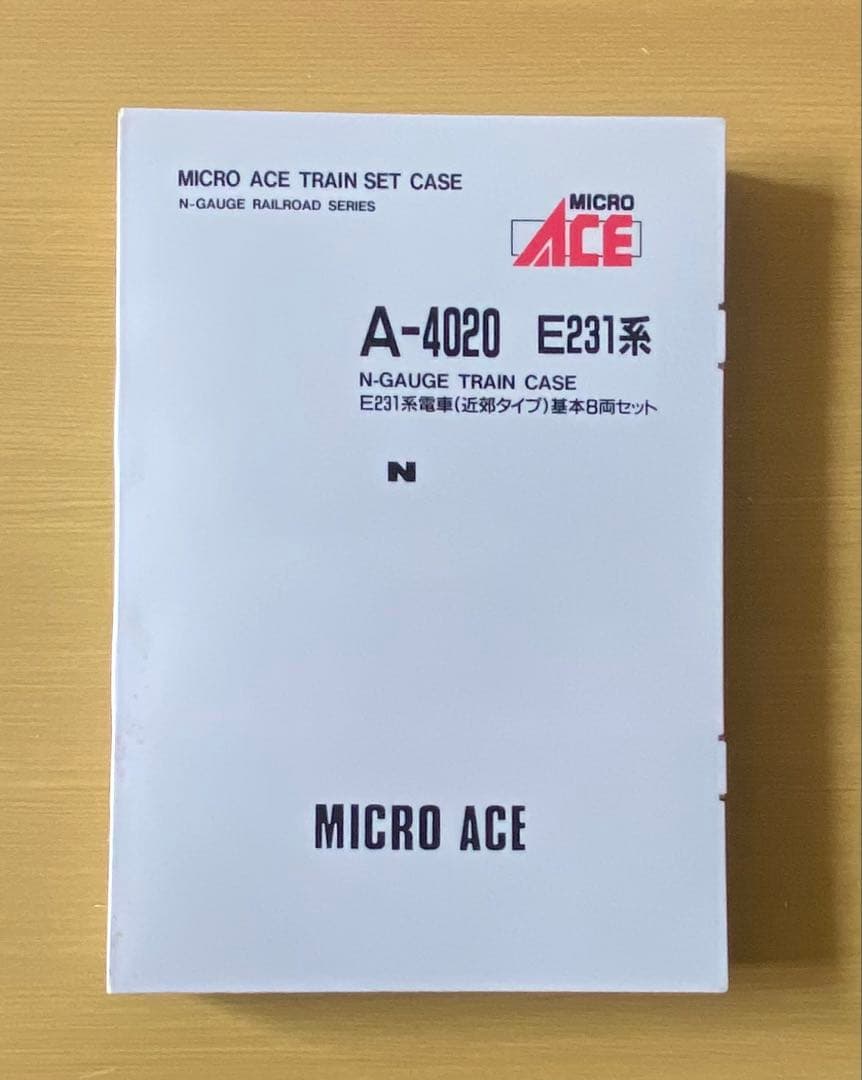 MICRO ACE TRAIN SET CASE
N-GAUGE RAILROAD SERIES
MICRO
ACE
A-4020 E231系
N-GAUGE TRAIN CASE
E231系電車(近郊タイプ)基本8両セット
N
MICRO ACE